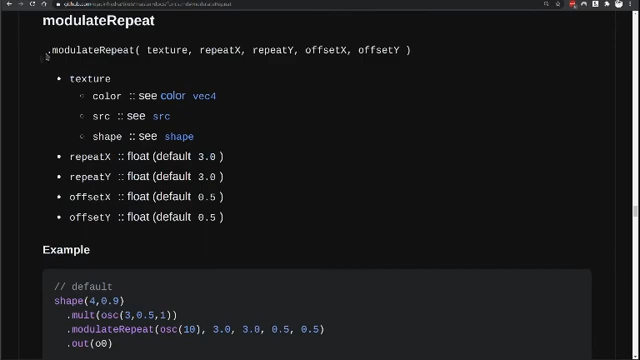 modulateRepeat
.modulateRepeat( texture, repeatX, repeatY, offsetX, offsetY )
• texture
◦ color :: see color vec4
◦ src :: see src
◦ shape :: see shape
• repeatX :: float (default 3.0 )
• repeatY :: float (default 3.0 )
• offsetX :: float (default 0.5 )
• offsetY :: float (default 0.5 )
Example
// default
shape(4,0.9)
.mult(osc(3,0.5,1))
.modulateRepeat(osc(10), 3.0, 3.0, 0.5, 0.5)
.out(o0)